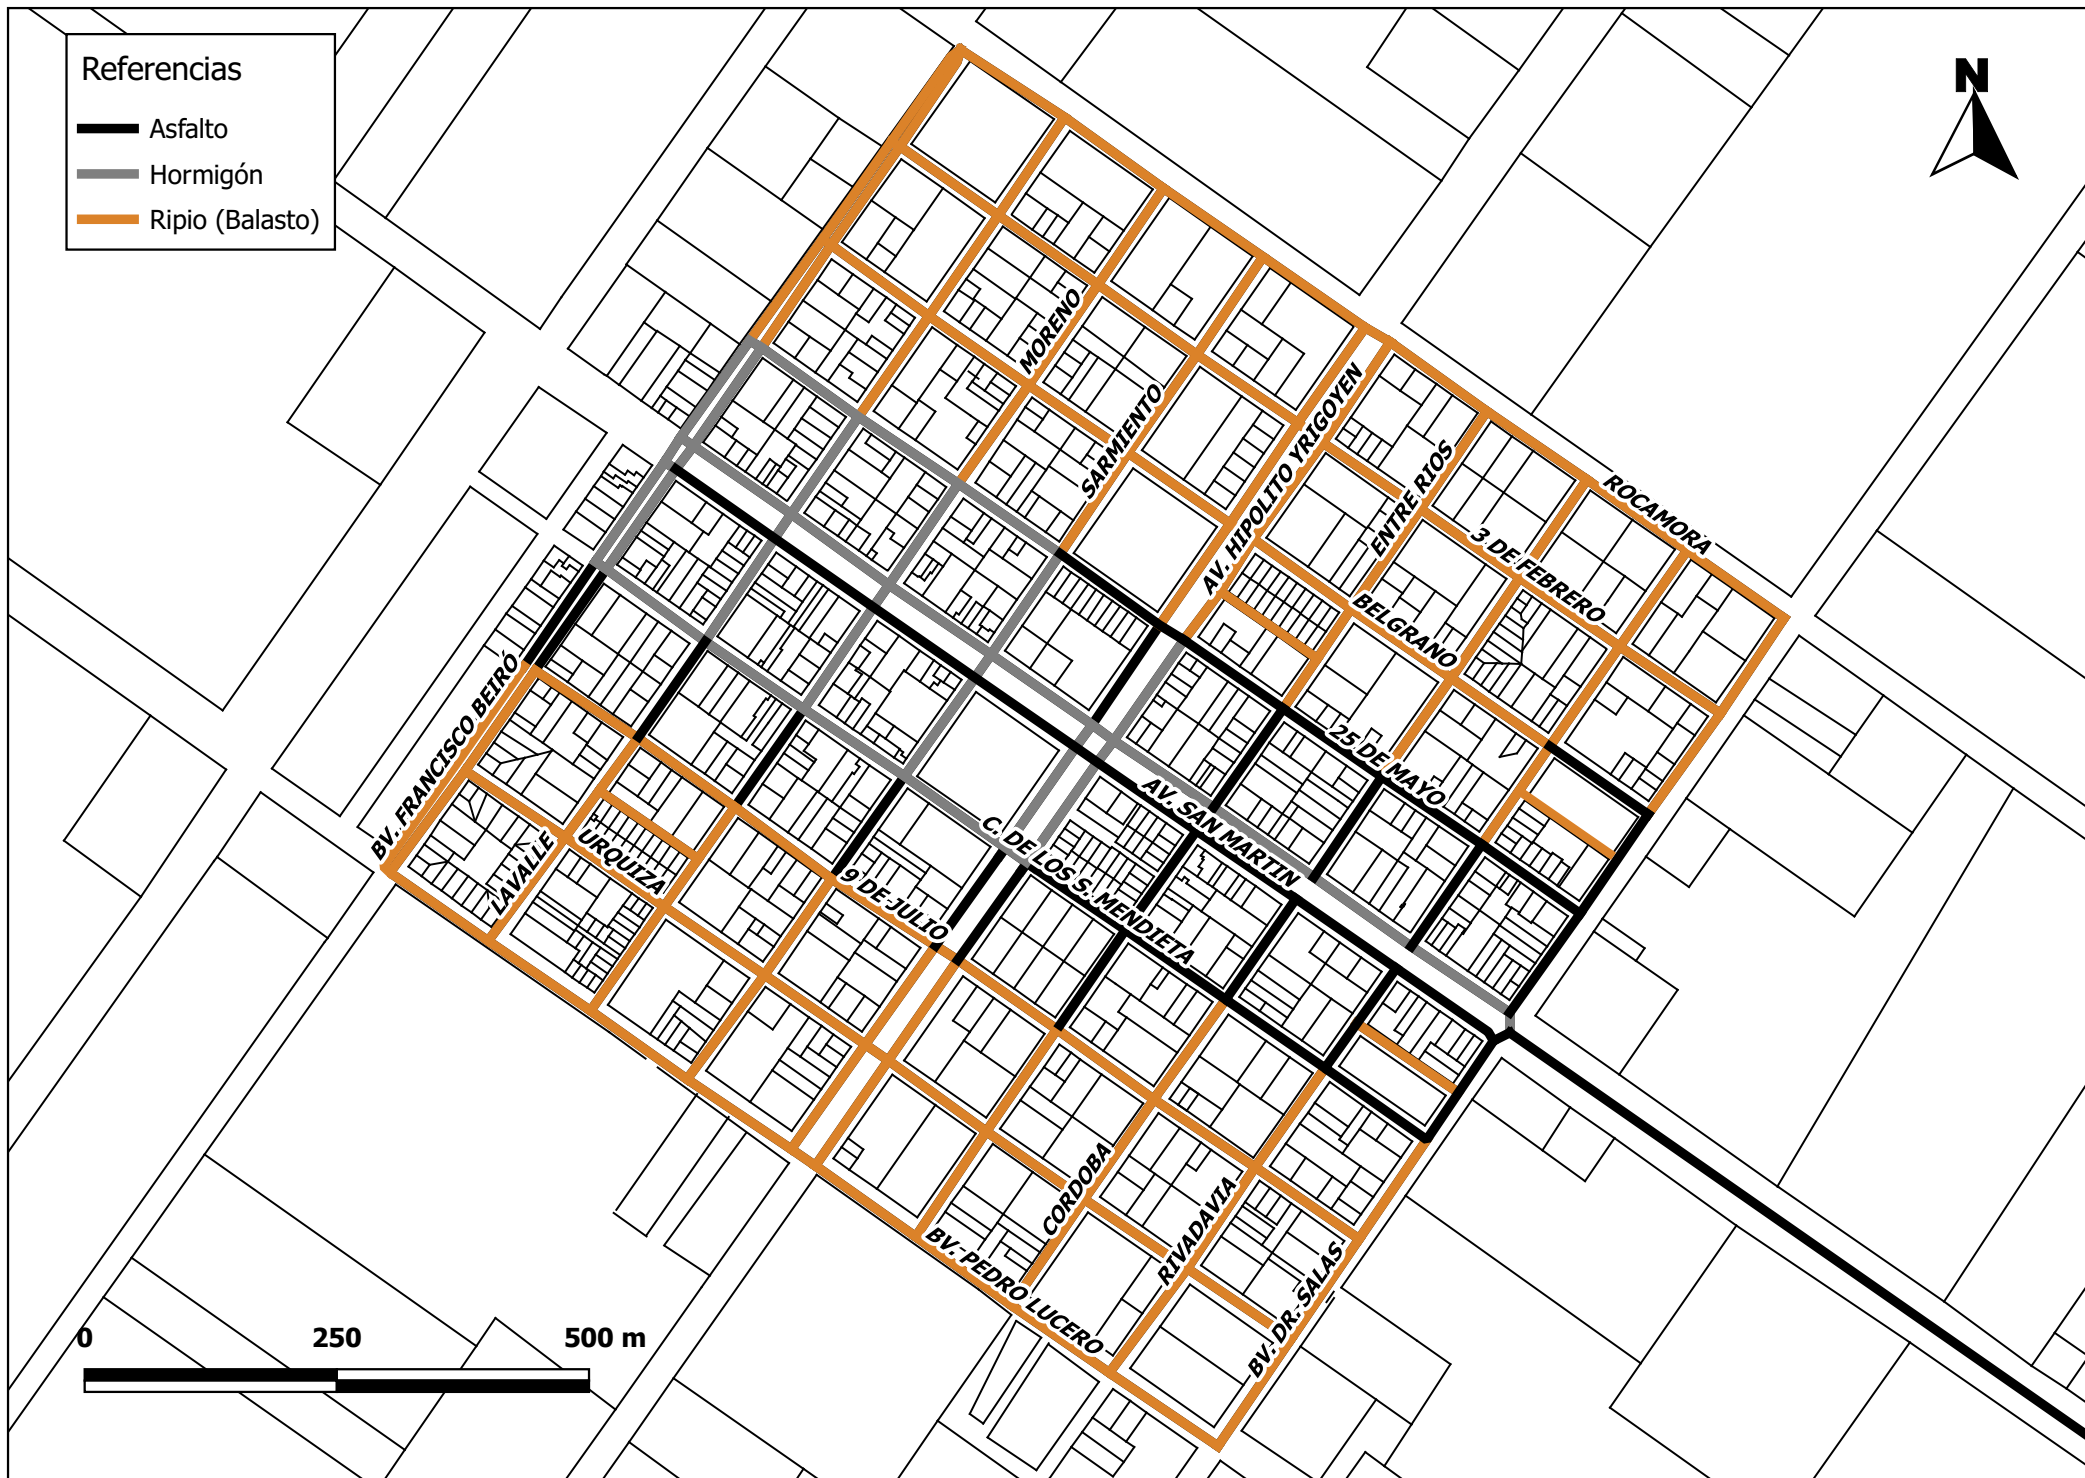 Referencias
Asfalto
Hormigón
Ripio (Balasto)
N
MORENO
SARMIENTO
AV. HIPOLITO YRIGOYEN
ENTRE RIOS
ROCAMORA
3 DE FEBRERO
BELGRANO
25 DE MAYO
AV. SAN MARTIN
C. DE LOS S. MENDIETA
9 DE JULIO
BV. FRANCISCO BEIRÓ
LAVALLE
URQUIZA
CORDOBA
RIVADAVIA
BV. DR. SALAS
BV. PEDRO LUCERO
0 250 500 m